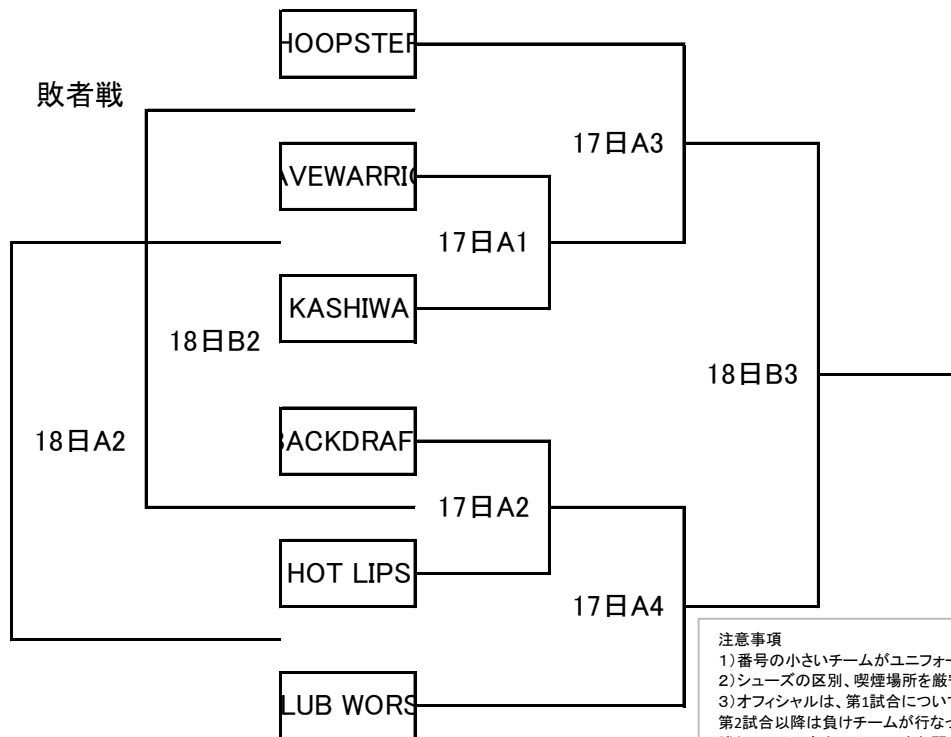 HOOPSTER
敗者戦
17日A3
AVEWARRIO
17日A1
KASHIWA
18日B2
18日B3
BACKDRAF
18日A2
17日A2
HOT LIPS
17日A4
LUB WORS
注意事項
1)番号の小さいチームがユニフォー
2)シューズの区別、喫煙場所を厳
3)オフィシャルは、第1試合につい
第2試合以降は負けチームが行な